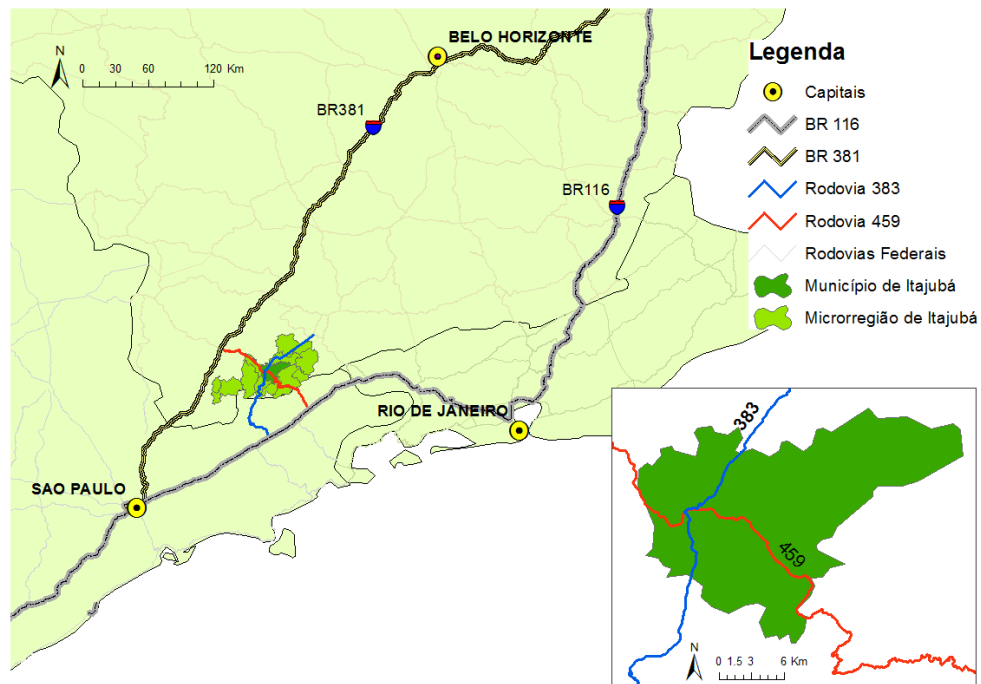 BELO HORIZONTE
N
0 30 60 120 Km
BR381
BR116
SAO PAULO
RIO DE JANEIRO
Legenda
Capitais
BR 116
BR 381
Rodovia 383
Rodovia 459
Rodovias Federais
Município de Itajubá
Microrregião de Itajubá
383
459
N
0 1.5 3 6 Km